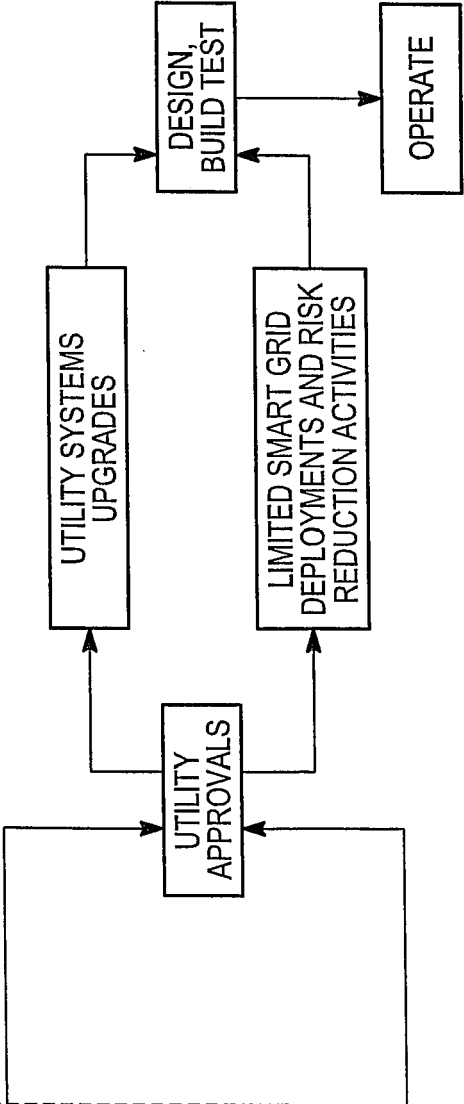 UTILITY
APPROVALS
UTILITY SYSTEMS
UPGRADES
LIMITED SMART GRID
DEPLOYMENTS AND RISK
REDUCTION ACTIVITIES
DESIGN,
BUILD TEST
OPERATE